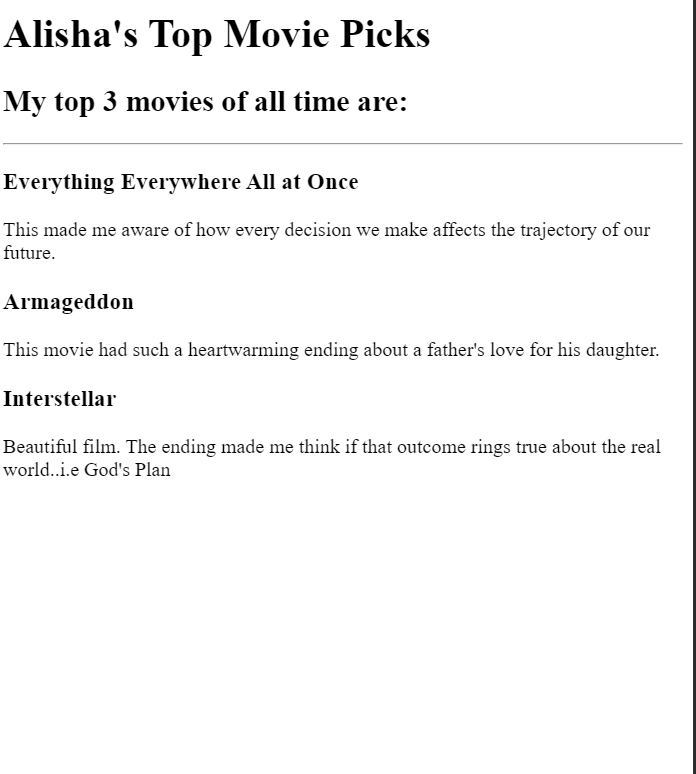 Alisha's Top Movie Picks
My top 3 movies of all time are:
Everything Everywhere All at Once
This made me aware of how every decision we make affects the trajectory of our
future.
Armageddon
This movie had such a heartwarming ending about a father's love for his daughter.
Interstellar
Beautiful film. The ending made me think if that outcome rings true about the real
world..i.e God's Plan